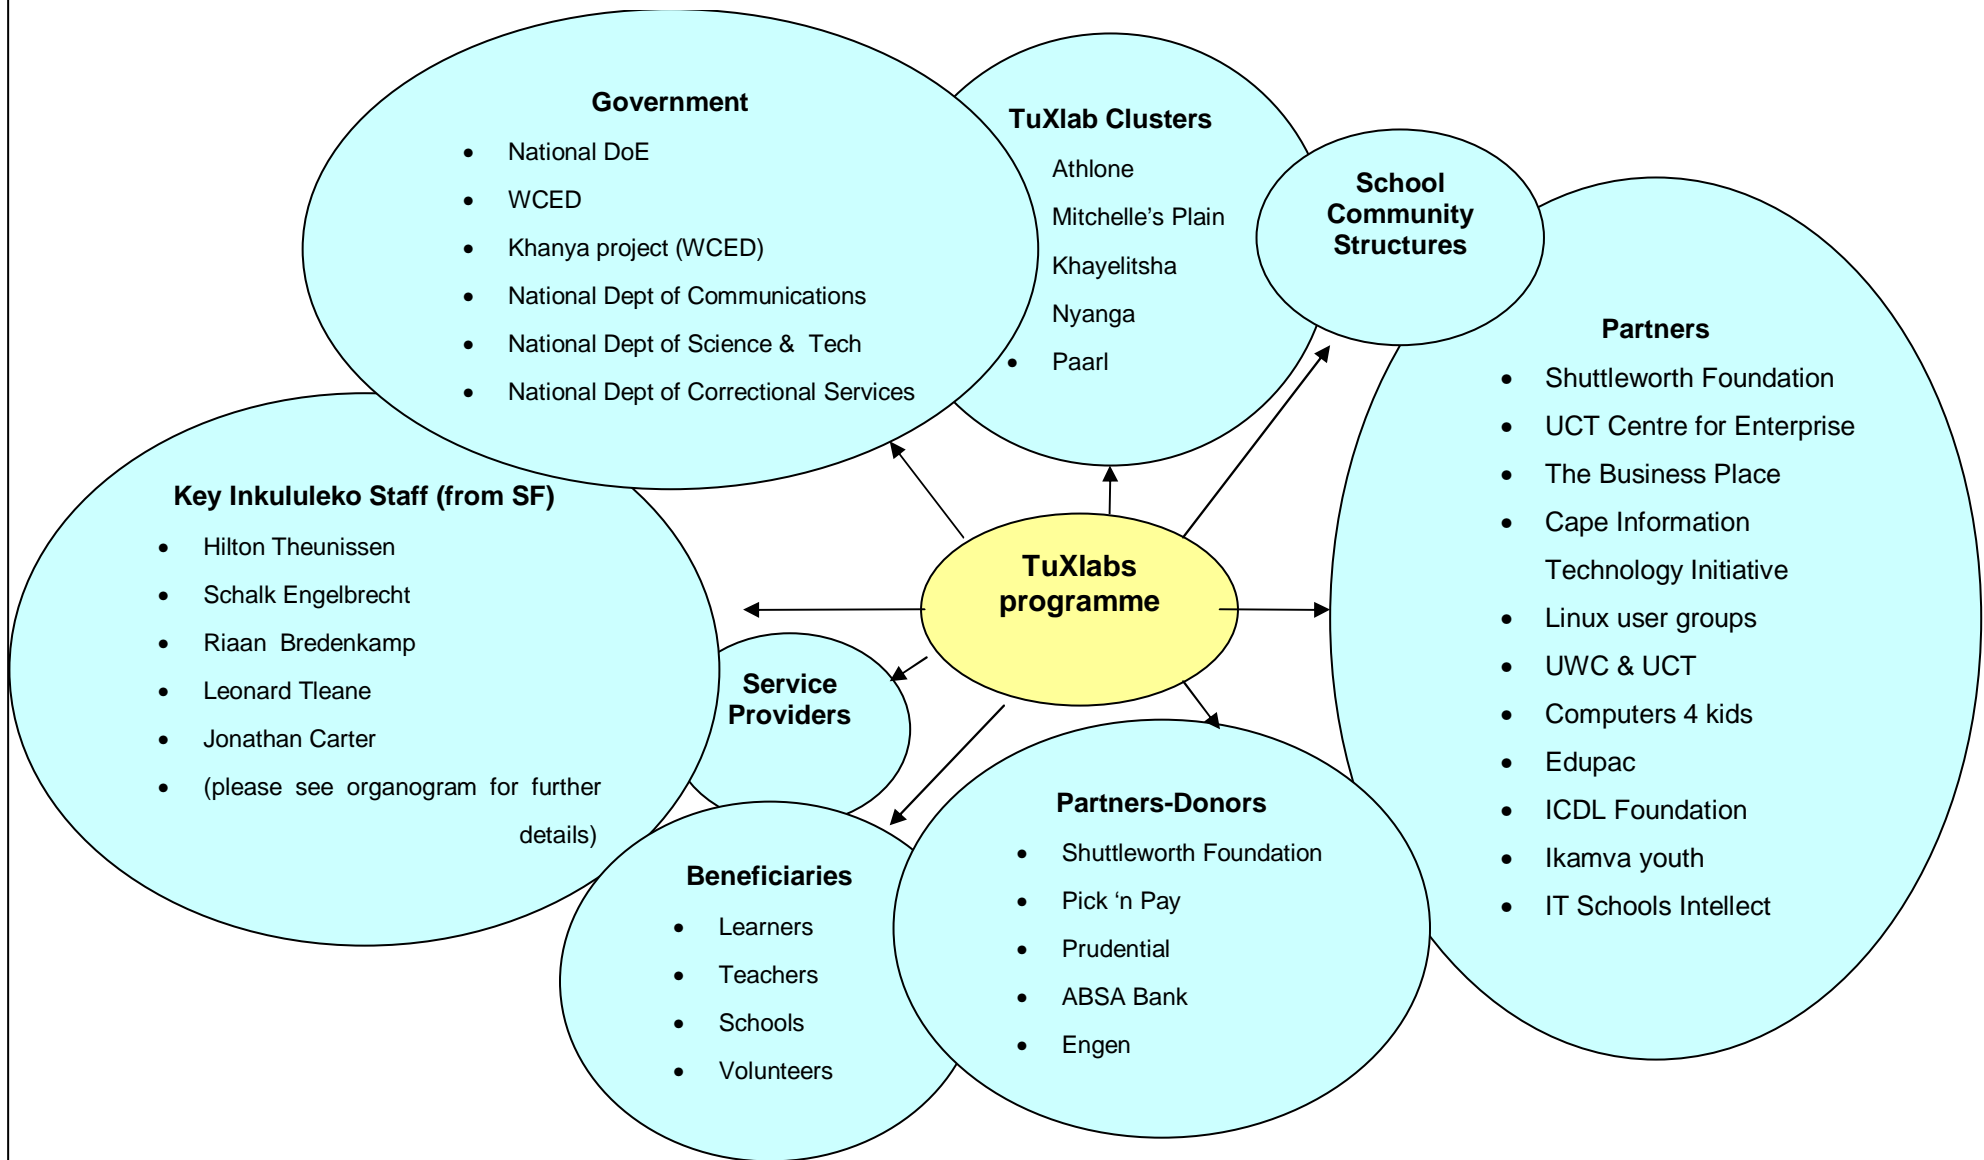 Government
• National DoE
• WCED
• Khanya project (WCED)
• National Dept of Communications
• National Dept of Science & Tech
• National Dept of Correctional Services
TuXlab Clusters
Athlone
Mitchelle’s Plain
Khayelitsha
Nyanga
• Paarl
School
Community
Structures
Partners
• Shuttleworth Foundation
• UCT Centre for Enterprise
• The Business Place
• Cape Information
Technology Initiative
• Linux user groups
• UWC & UCT
• Computers 4 kids
• Edupac
• ICDL Foundation
• Ikamva youth
• IT Schools Intellect
Key Inkululeko Staff (from SF)
• Hilton Theunissen
• Schalk Engelbrecht
• Riaan Bredenkamp
• Leonard Tleane
• Jonathan Carter
• (please see organogram for further
details)
TuXlabs
programme
Service
Providers
Beneficiaries
• Learners
• Teachers
• Schools
• Volunteers
Partners-Donors
• Shuttleworth Foundation
• Pick ‘n Pay
• Prudential
• ABSA Bank
• Engen